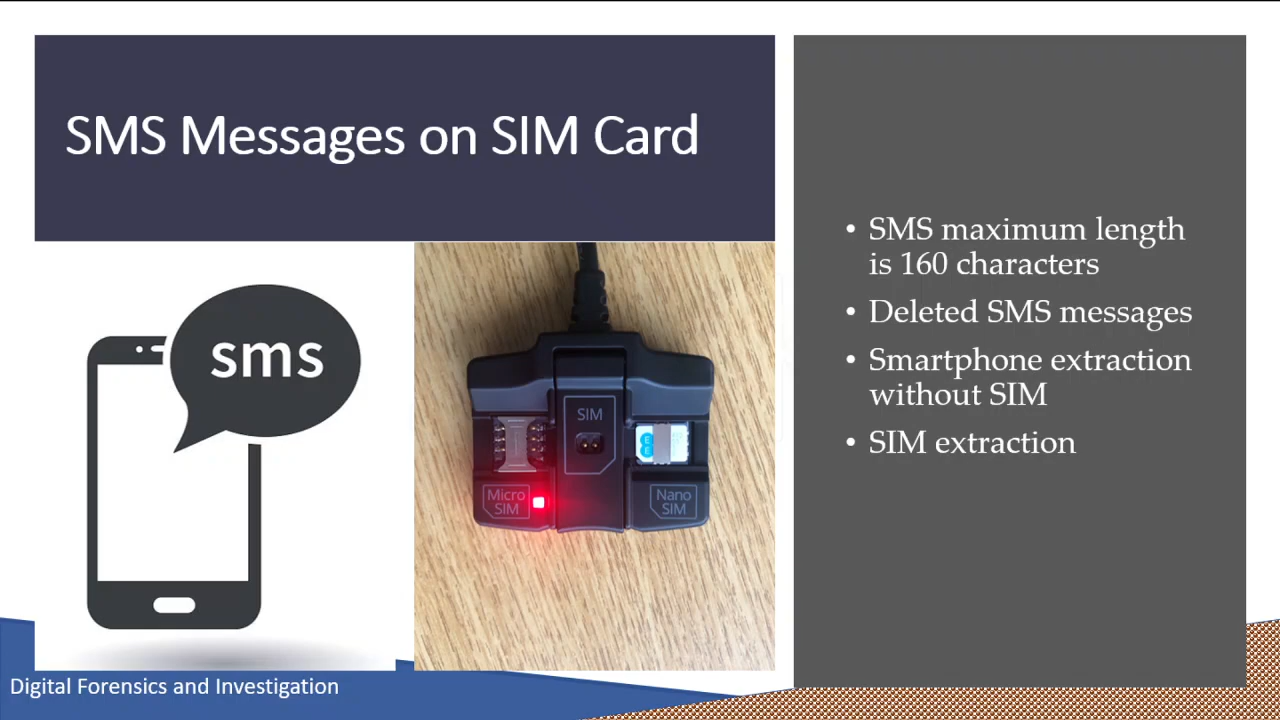 SMS Messages on SIM Card
sms
SIM
Micro
SIM
Nano
SIM
• SMS maximum length
is 160 characters
• Deleted SMS messages
• Smartphone extraction
without SIM
• SIM extraction
Digital Forensics and Investigation